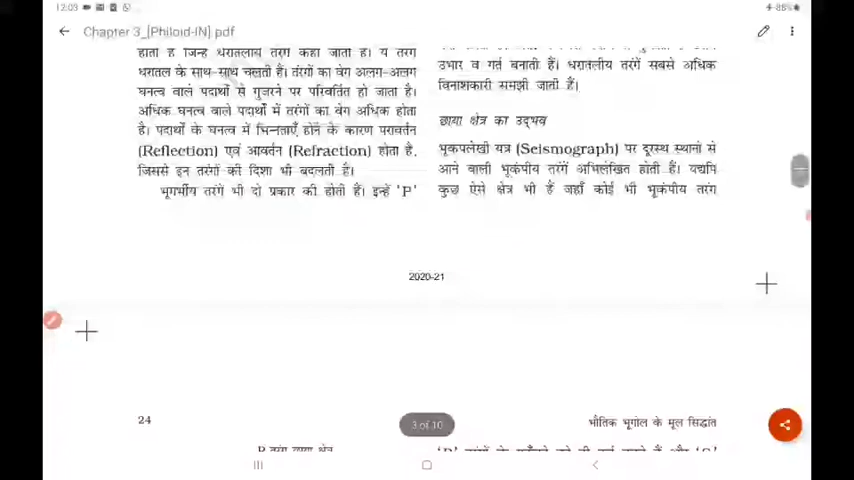 12:03
88%
Chapter 3_[Philoid-IN].pdf
होता है जिन्हें धरातलीय तरंग कहा जाता है। ये तरंग
धरातल के साथ-साथ चलती हैं। तरंगों का वेग अलग-अलग
घनत्व वाले पदार्थों से गुजरने पर परिवर्तित हो जाता है।
अधिक घनत्व वाले पदार्थों में तरंगों का वेग अधिक होता
है। पदार्थों के घनत्व में भिन्नताएँ होने के कारण परावर्तन
(Reflection) एवं आवर्तन (Refraction) होता है,
जिससे इन तरंगों की दिशा भी बदलती है।
भूगर्भीय तरंगें भी दो प्रकार की होती हैं। इन्हें 'P'
उभार व गर्त बनाती हैं। धरातलीय तरंगें सबसे अधिक
विनाशकारी समझी जाती हैं।
छाया क्षेत्र का उद्भव
भूकंपलेखी यंत्र (Seismograph) पर दूरस्थ स्थानों से
आने वाली भूकंपीय तरंगें अभिलेखित होती हैं। यद्यपि
कुछ ऐसे क्षेत्र भी हैं जहाँ कोई भी भूकंपीय तरंग
2020-21
24
3 of 10
भौतिक भूगोल के मूल सिद्धांत
P तरंग छाया क्षेत्र